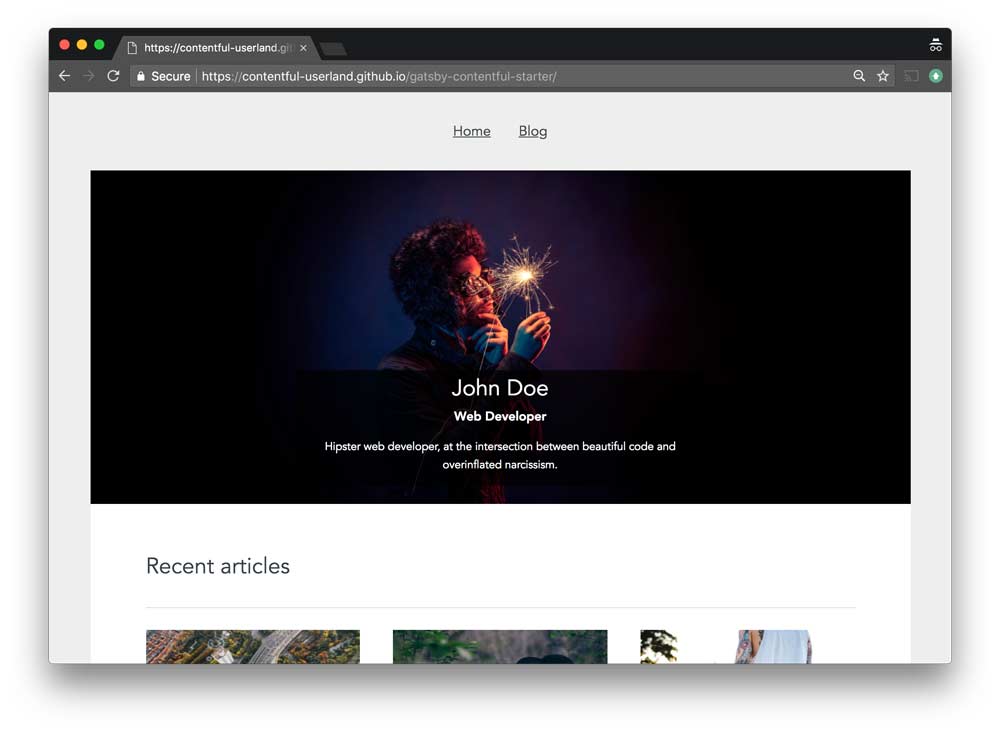 https://contentful-userland.git
Secure https://contentful-userland.github.io/gatsby-contentful-starter/
Home Blog
John Doe
Web Developer
Hipster web developer, at the intersection between beautiful code and
overinflated narcissism.
Recent articles